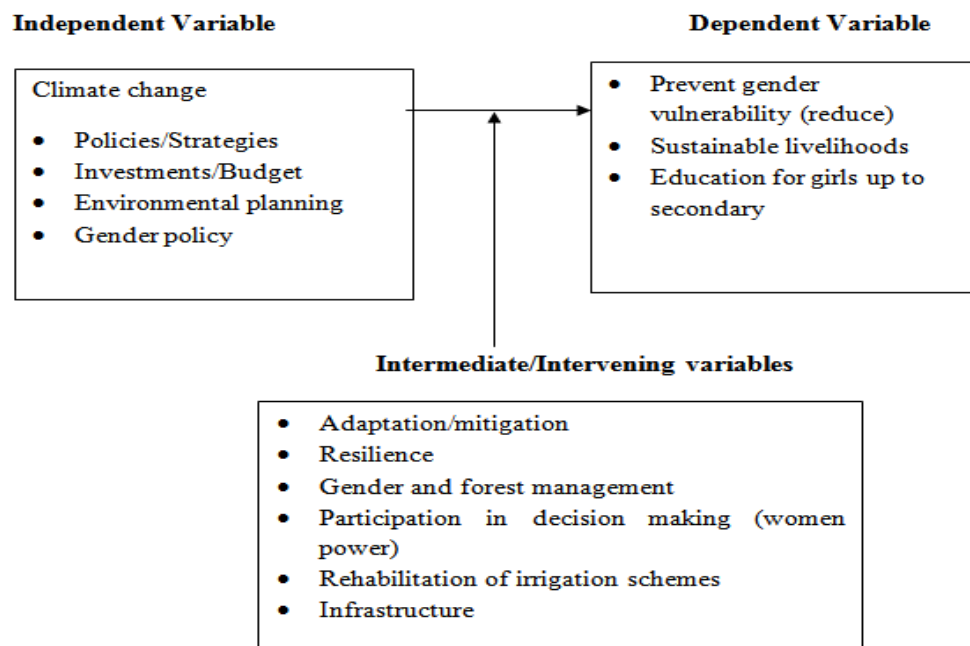 Independent Variable
Climate change
• Policies/Strategies
• Investments/Budget
• Environmental planning
• Gender policy
Dependent Variable
• Prevent gender
vulnerability (reduce)
• Sustainable livelihoods
• Education for girls up to
secondary
Intermediate/Intervening variables
• Adaptation/mitigation
• Resilience
• Gender and forest management
• Participation in decision making (women
power)
• Rehabilitation of irrigation schemes
• Infrastructure